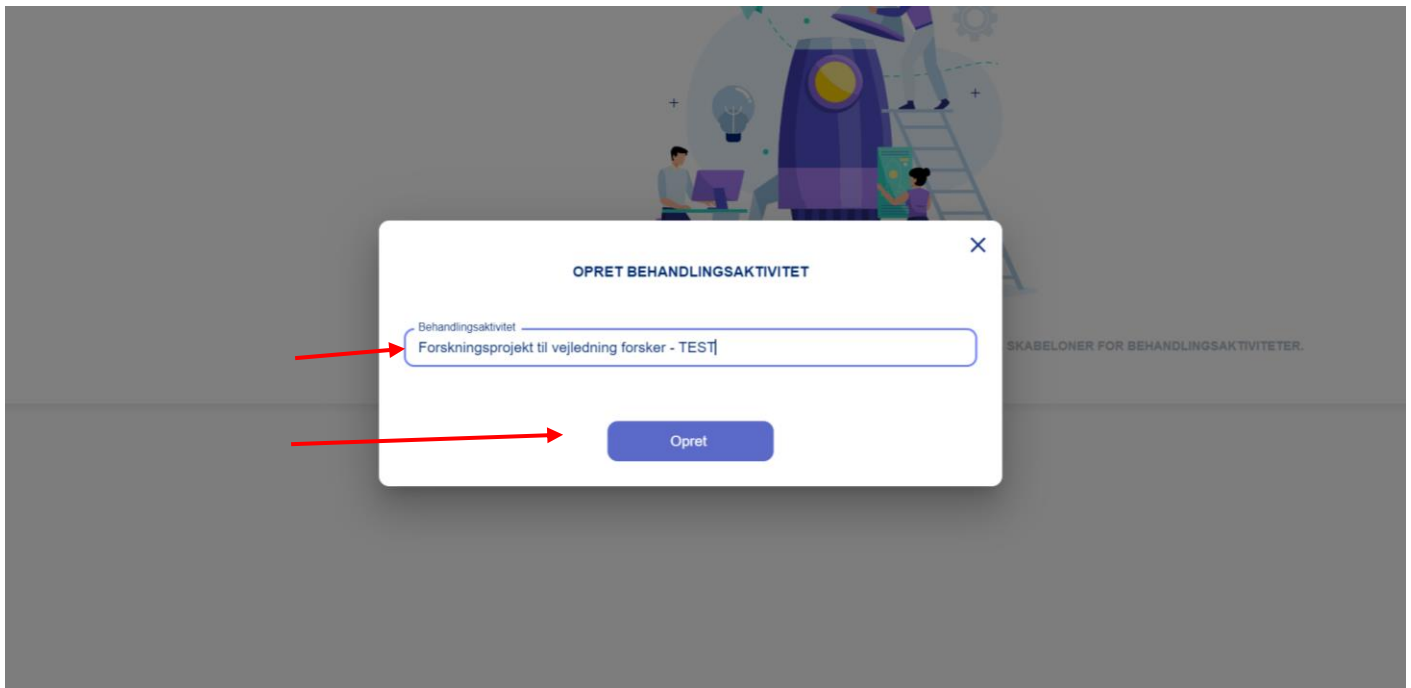 OPRET BEHANDLINGSAKTIVITET
Behandlingsaktivitet
Forskningsprojekt til vejledning forsker - TEST
SKABELONER FOR BEHANDLINGSAKTIVITETER.
Opret